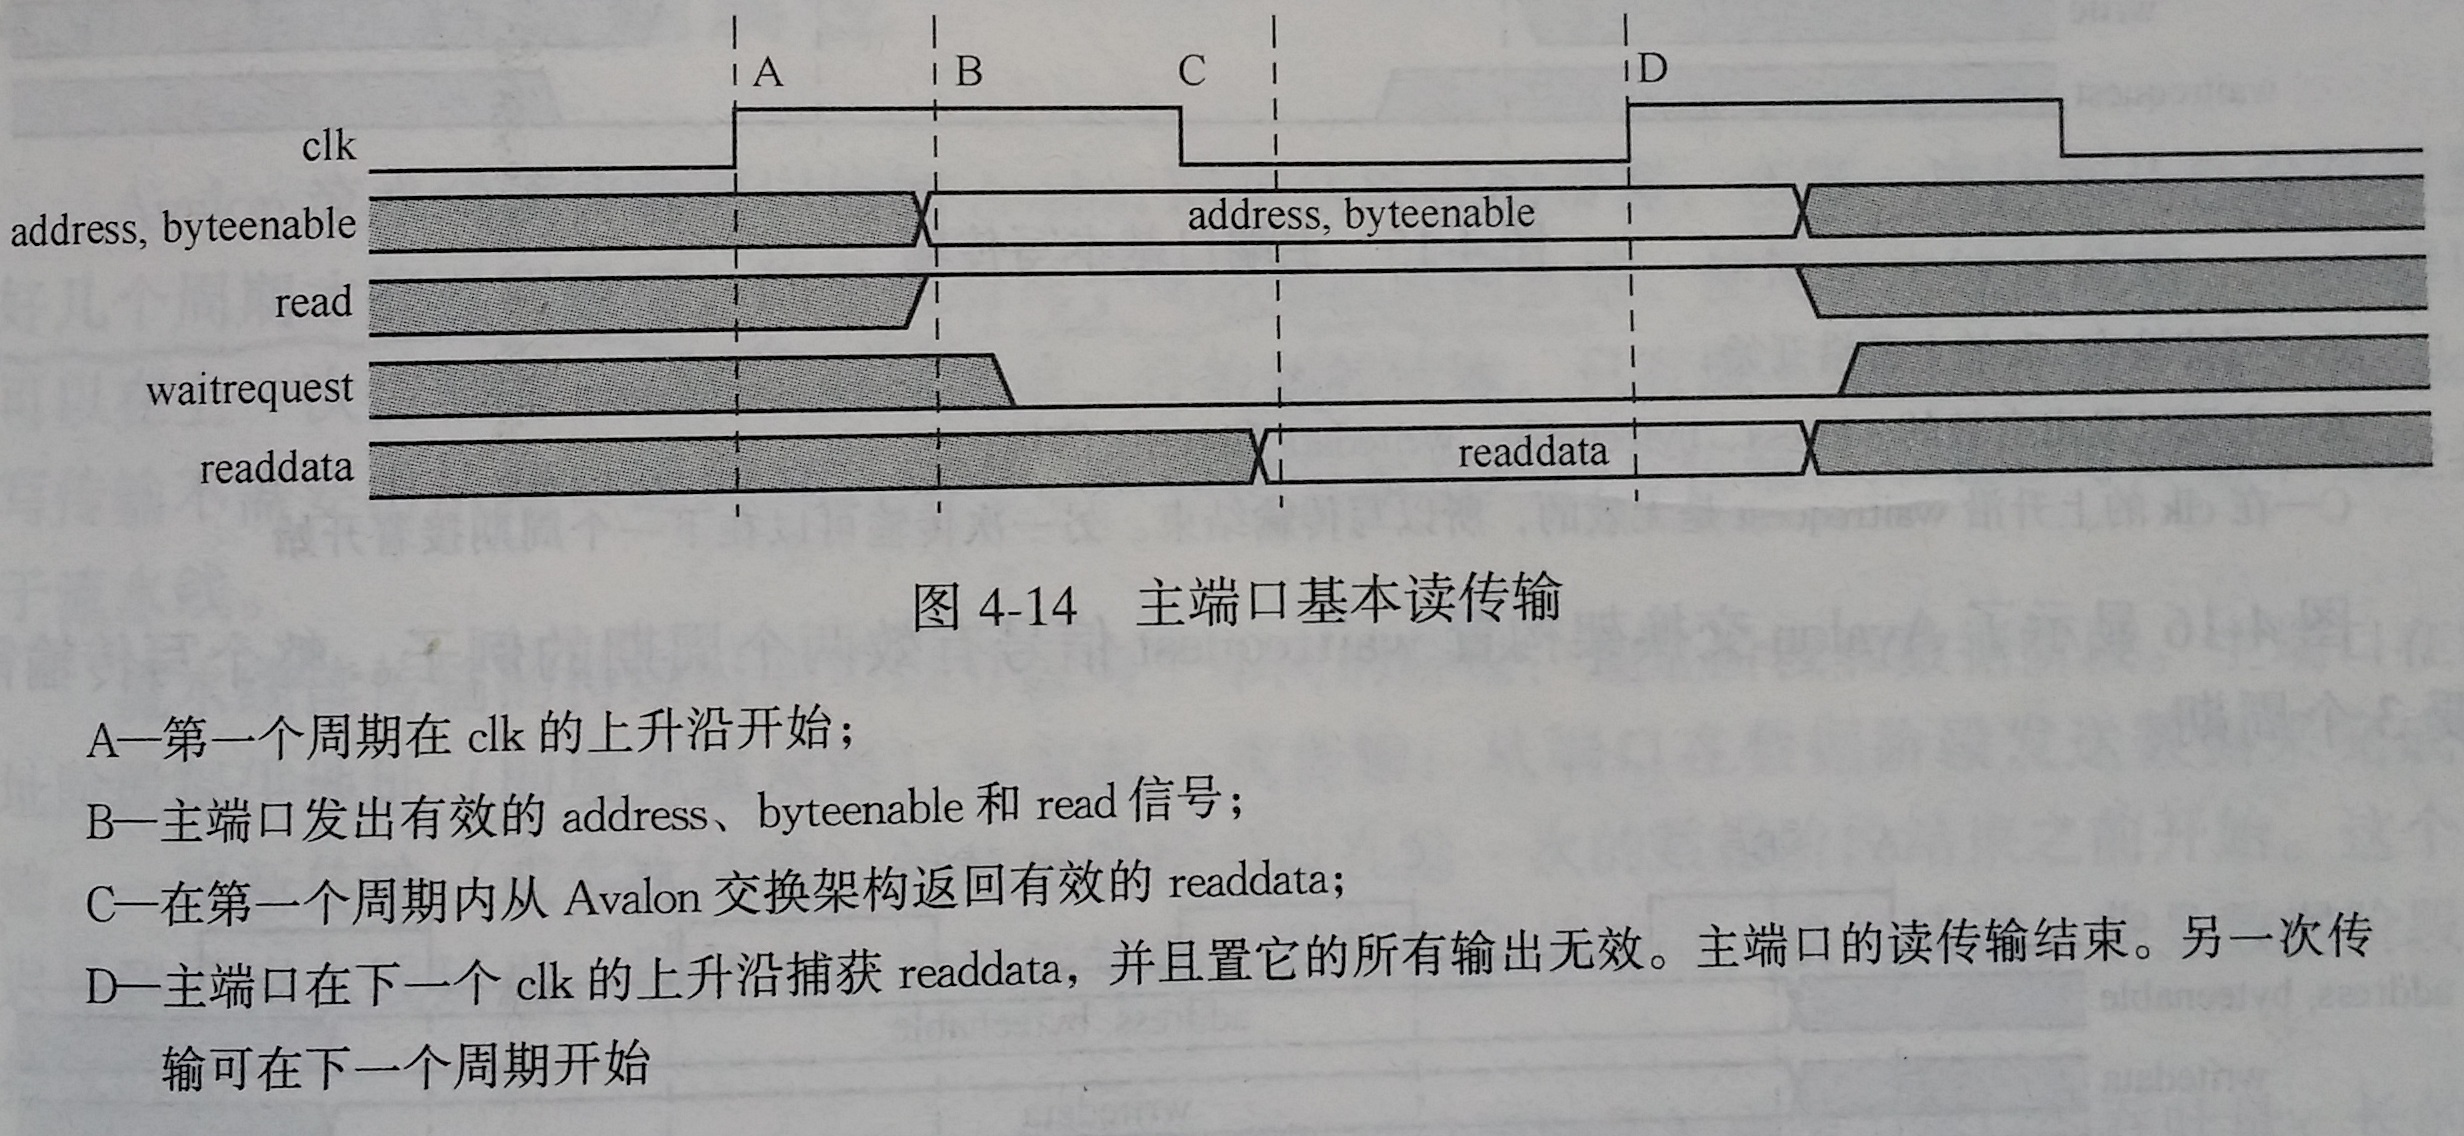 A B C D
clk
address, byteenable address, byteenable
read
waitrequest
readdata readdata
图 4-14 主端口基本读传输
A—第一个周期在 clk 的上升沿开始；
B—主端口发出有效的 address、byteenable 和 read 信号；
C—在第一个周期内从 Avalon 交换架构返回有效的 readdata；
D—主端口在下一个 clk 的上升沿捕获 readdata，并且置它的所有输出无效。主端口的读传输结束。另一次传
输可在下一个周期开始